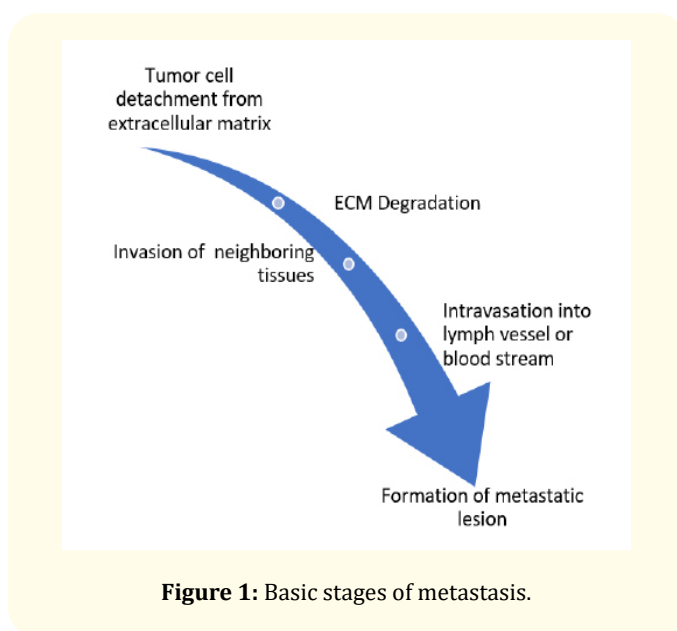 Tumor cell
detachment from
extracellular matrix
ECM Degradation
Invasion of neighboring
tissues
Intravasation into
lymph vessel or
blood stream
Formation of metastatic
lesion
Figure 1: Basic stages of metastasis.